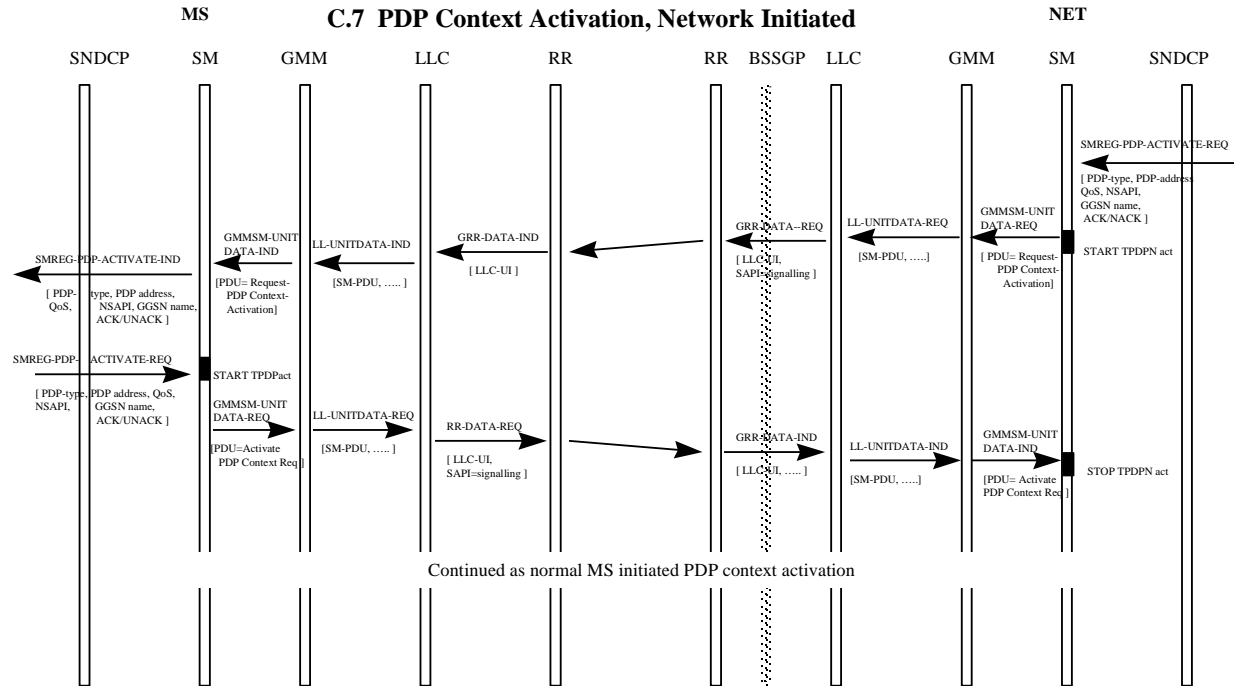 MS
C.7 PDP Context Activation, Network Initiated
NET
SNDCP
SM
GMM
LLC
RR
RR
BSSGP
LLC
GMM
SM
SNDCP
SMREG-PDP-ACTIVATE-REQ
[ PDP-type, PDP-address
QoS, NSAPI,
GGSN name,
ACK/NACK ]
GMMSM-UNIT
DATA-REQ
START TPDPN act
[ PDU= Request-
PDP Context-
Activation]
LL-UNITDATA-REQ
[SM-PDU, …..]
GRR-DATA--REQ
[ LLC-UI,
SAPI=signalling ]
GRR-DATA-IND
[ LLC-UI ]
LL-UNITDATA-IND
[SM-PDU, ….. ]
GMMSM-UNIT
DATA-IND
[PDU= Request-
PDP Context-
Activation]
SMREG-PDP-ACTIVATE-IND
[ PDP- type, PDP address,
QoS, NSAPI, GGSN name,
ACK/UNACK ]
SMREG-PDP- ACTIVATE-REQ
[ PDP-type, PDP address, QoS,
NSAPI, GGSN name,
ACK/UNACK ]
START TPDPact
GMMSM-UNIT
DATA-REQ
[PDU=Activate
PDP Context Req ]
LL-UNITDATA-REQ
[SM-PDU, ….. ]
RR-DATA-REQ
[ LLC-UI,
SAPI=signalling ]
GRR-DATA-IND
[ LLC-UI, ….. ]
LL-UNITDATA-IND
[SM-PDU, …..]
GMMSM-UNIT
DATA-IND
[PDU= Activate
PDP Context Req ]
STOP TPDPN act
Continued as normal MS initiated PDP context activation